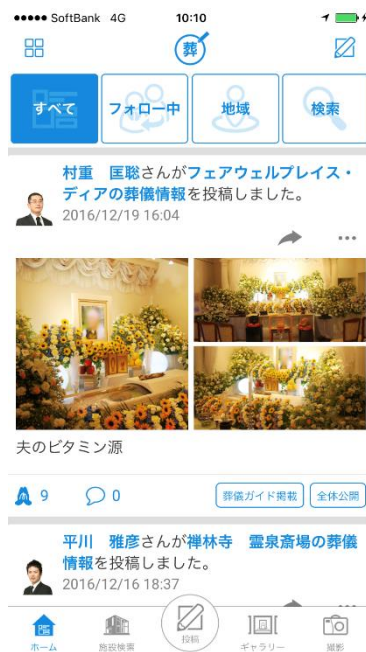 ●●●●● SoftBank 4G 10:10
葬
すべて フォロー中 地域 検索
村重 匡聡さんがフェアウェルプレイス・
ディアの葬儀情報を投稿しました。
2016/12/19 16:04
夫のビタミン源
9 0 葬儀ガイド掲載 全体公開
平川 雅彦さんが禅林寺 霊泉斎場の葬儀
情報を投稿しました。
2016/12/16 18:37
ホーム 施設検索 投稿 ギャラリー 撮影